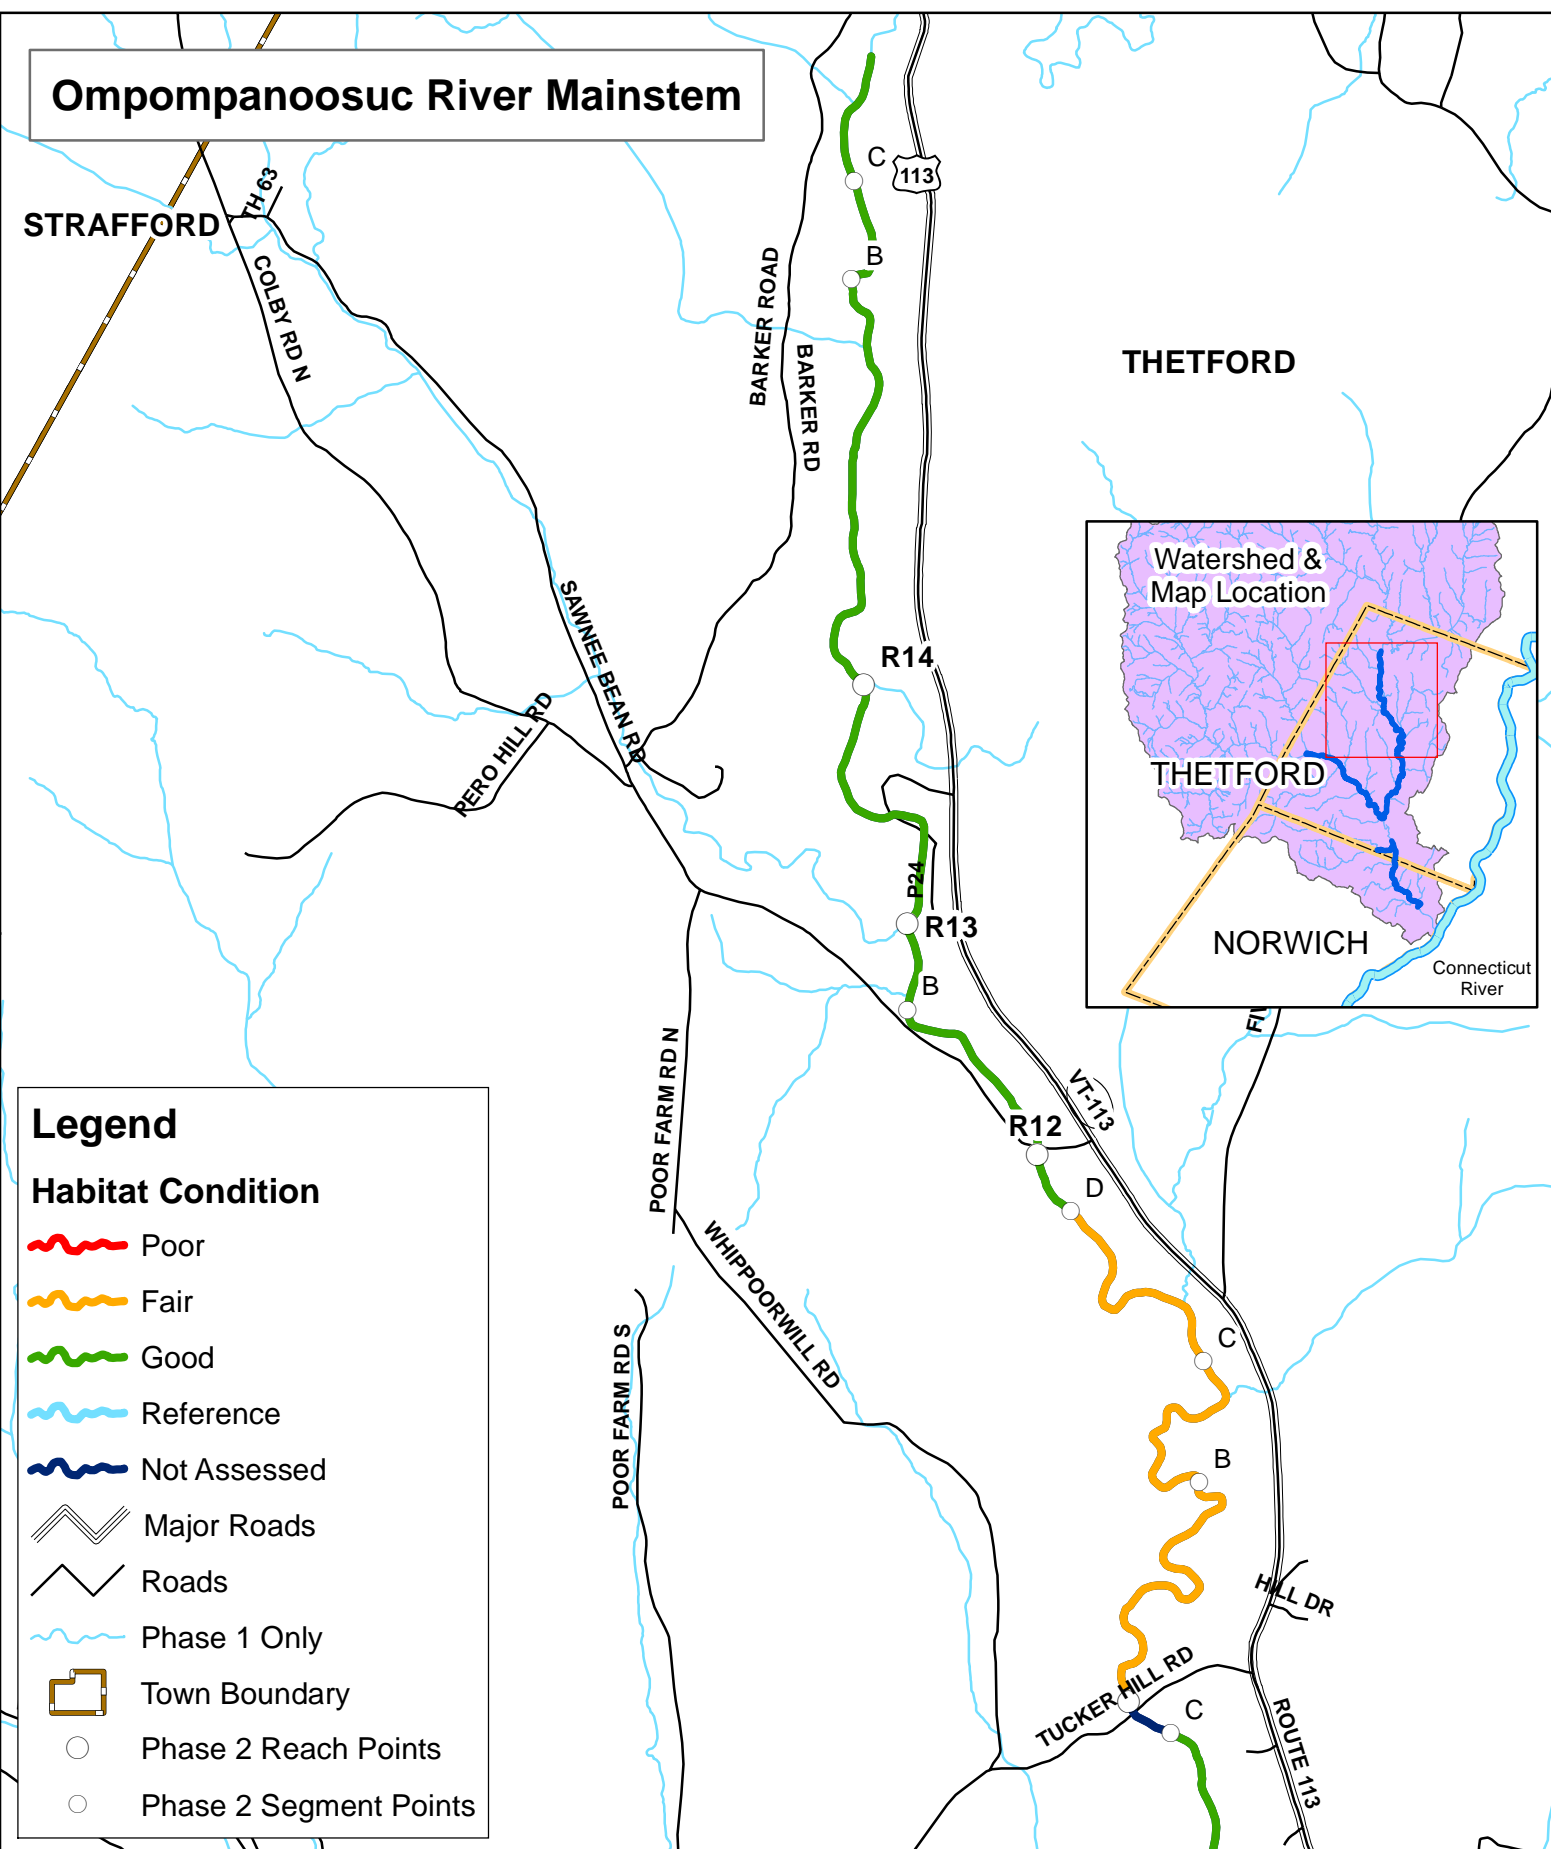 Ompompanoosuc River Mainstem
STRAFFORD
TH 63
COLBY RD N
C
113
B
BARKER ROAD
BARKER RD
THETFORD
Watershed &
Map Location
THETFORD
NORWICH
Connecticut
River
SAWNEE BEAN RD
R14
PERO HILL RD
P24
R13
B
POOR FARM RD N
VT-113
R12
D
WHIPPOORWILL RD
POOR FARM RD S
C
B
HILL DR
TUCKER HILL RD
C
ROUTE 113
Legend
Habitat Condition
Poor
Fair
Good
Reference
Not Assessed
Major Roads
Roads
Phase 1 Only
Town Boundary
Phase 2 Reach Points
Phase 2 Segment Points